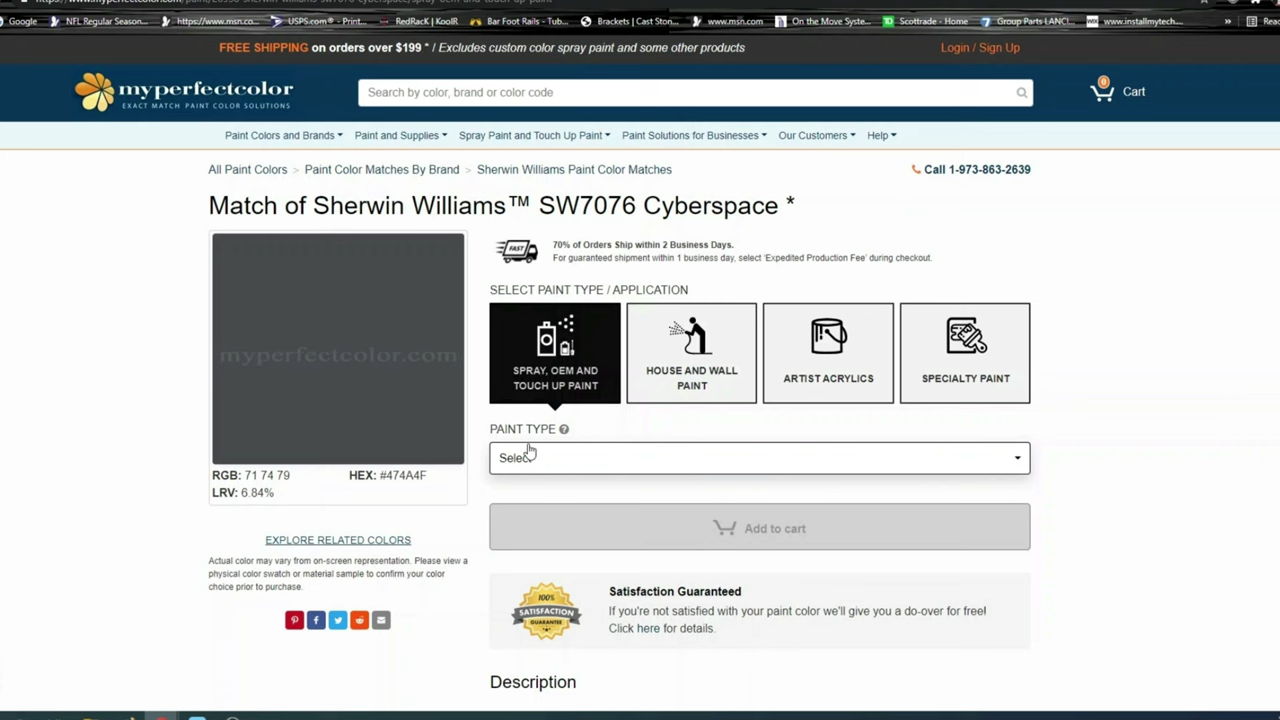 Google NFL Regular Season... https://www.msn.co... USPS.com® - Print... RedRacK | KoolR Bar Foot Rails - Tub... Brackets | Cast Ston... www.msn.com On the Move Syste... Scottrade - Home Group Parts LANCI... www.installmytech.... »
FREE SHIPPING on orders over $199 * / Excludes custom color spray paint and some other products
Login / Sign Up
myperfectcolor
EXACT MATCH PAINT COLOR SOLUTIONS
Search by color, brand or color code
0
Cart
Paint Colors and Brands Paint and Supplies Spray Paint and Touch Up Paint Paint Solutions for Businesses Our Customers Help
All Paint Colors > Paint Color Matches By Brand > Sherwin Williams Paint Color Matches
Call 1-973-863-2639
Match of Sherwin Williams™ SW7076 Cyberspace *
myperfectcolor.com
RGB: 71 74 79 HEX: #474A4F
LRV: 6.84%
EXPLORE RELATED COLORS
Actual color may vary from on-screen representation. Please view a
physical color swatch or material sample to confirm your color
choice prior to purchase.
FAST
70% of Orders Ship within 2 Business Days.
For guaranteed shipment within 1 business day, select 'Expedited Production Fee' during checkout.
SELECT PAINT TYPE / APPLICATION
SPRAY, OEM AND
TOUCH UP PAINT
HOUSE AND WALL
PAINT
ARTIST ACRYLICS
SPECIALTY PAINT
PAINT TYPE ?
Select
Add to cart
100%
SATISFACTION
GUARANTEE
Satisfaction Guaranteed
If you're not satisfied with your paint color we'll give you a do-over for free!
Click here for details.
Description